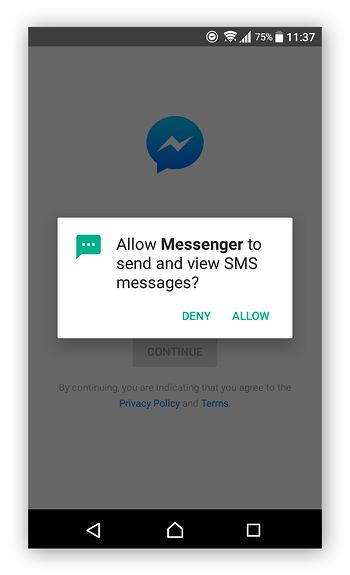 75% 11:37
Allow Messenger to
send and view SMS
messages?
DENY ALLOW
CONTINUE
By continuing, you are indicating that you agree to the
Privacy Policy and Terms.